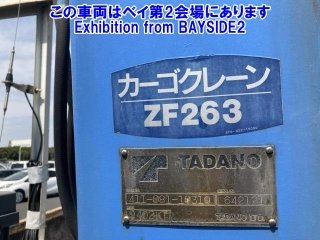 この車両はベイ第2会場にあります
Exhibition from BAYSIDE2
カーゴクレーン
ZF263
TADANO